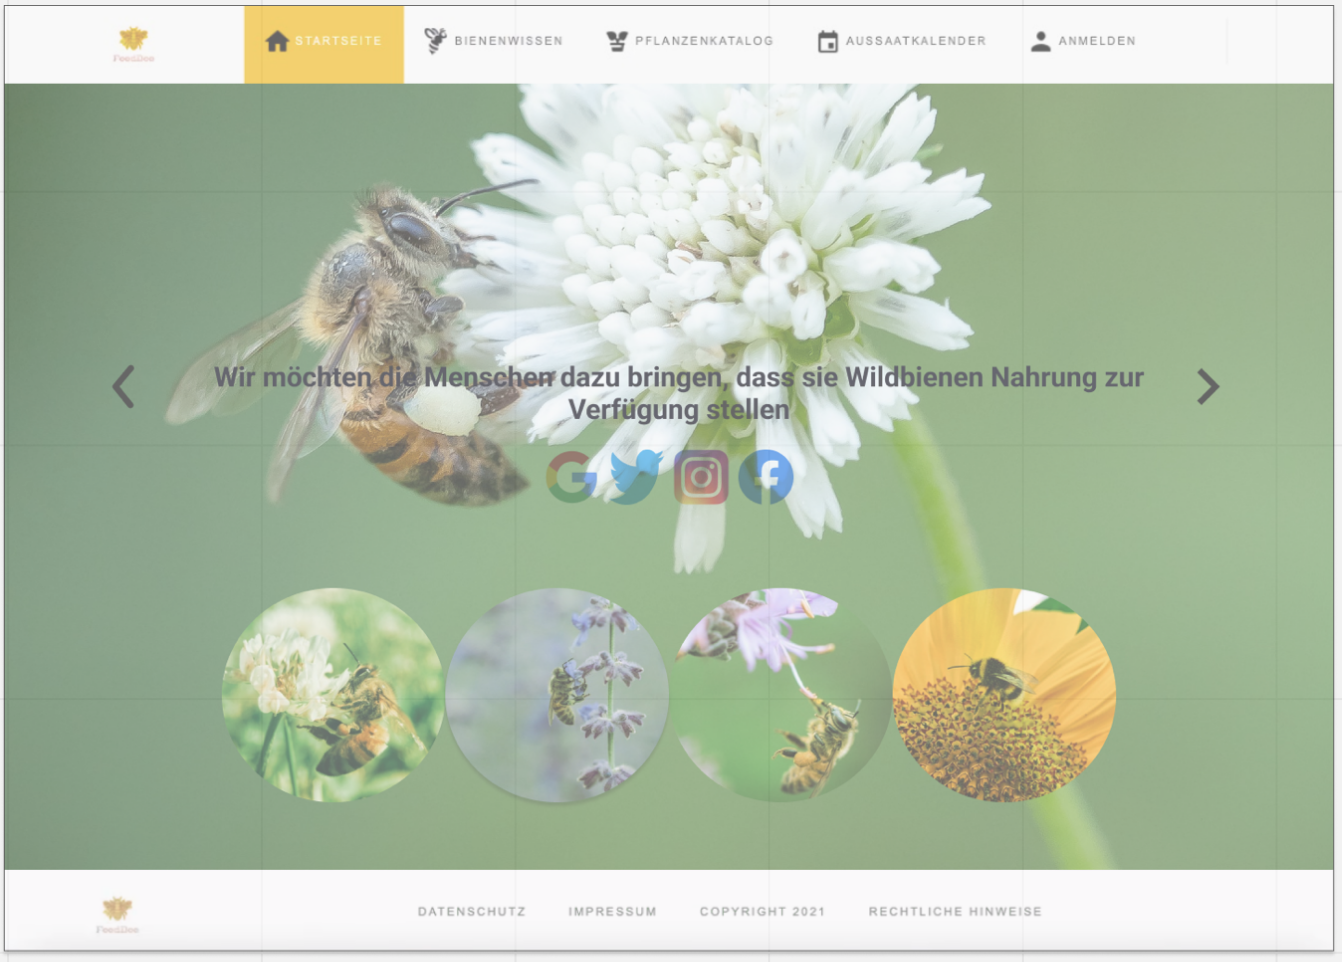 STARTSEITE
BIENENWISSEN
PFLANZENKATALOG
AUSSAATKALENDER
ANMELDEN
FeedBee
Wir möchten die Menschen dazu bringen, dass sie Wildbienen Nahrung zur
Verfügung stellen
FeedBee
DATENSCHUTZ
IMPRESSUM
COPYRIGHT 2021
RECHTLICHE HINWEISE